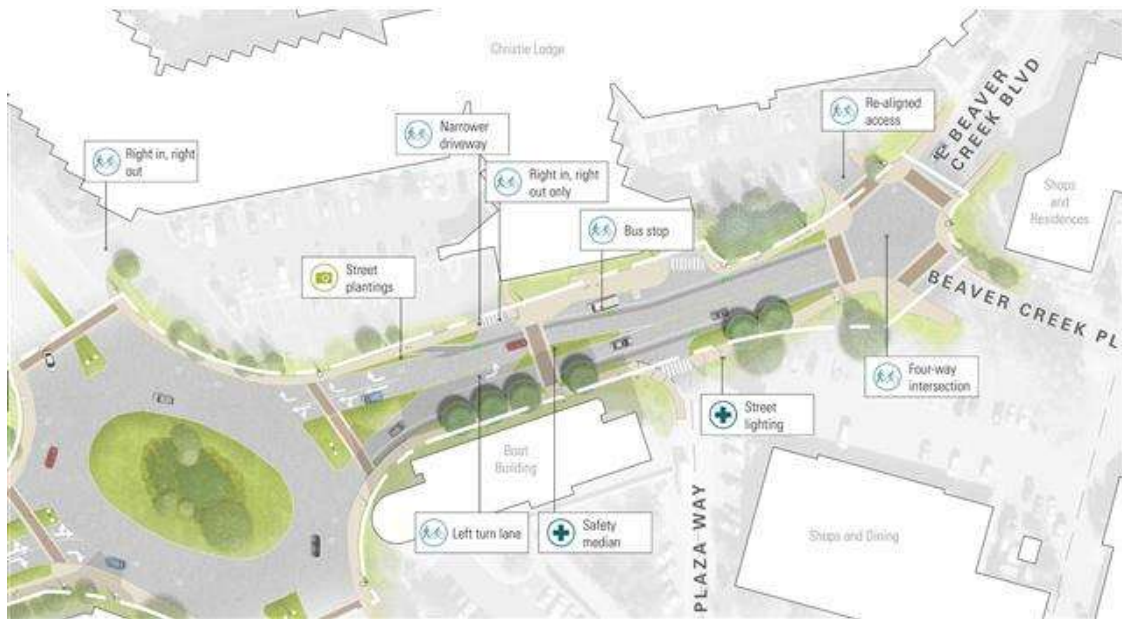 Christie Lodge
Right in, right
out
Narrower
driveway
Right in, right
out only
Re-aligned
access
E BEAVER
CREEK BLVD
Shops
and
Residences
Bus stop
Street
plantings
BEAVER CREEK PL
Four-way
intersection
Street
lighting
Boat
Building
Left turn lane
Safety
median
PLAZA WAY
Shops and Dining